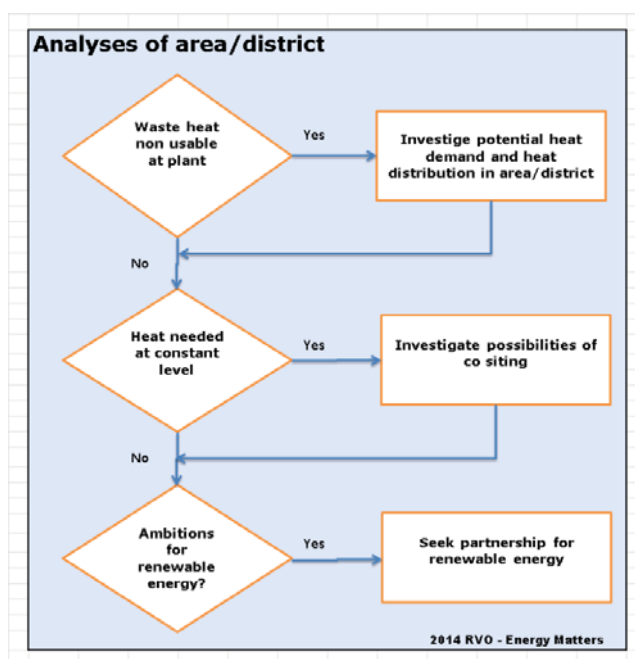 Analyses of area/district
Waste heat
non usable
at plant
Yes
Investige potential heat
demand and heat
distribution in area/district
No
Heat needed
at constant
level
Yes
Investigate possibilities of
co siting
No
Ambitions
for
renewable
energy?
Yes
Seek partnership for
renewable energy
2014 RVO - Energy Matters